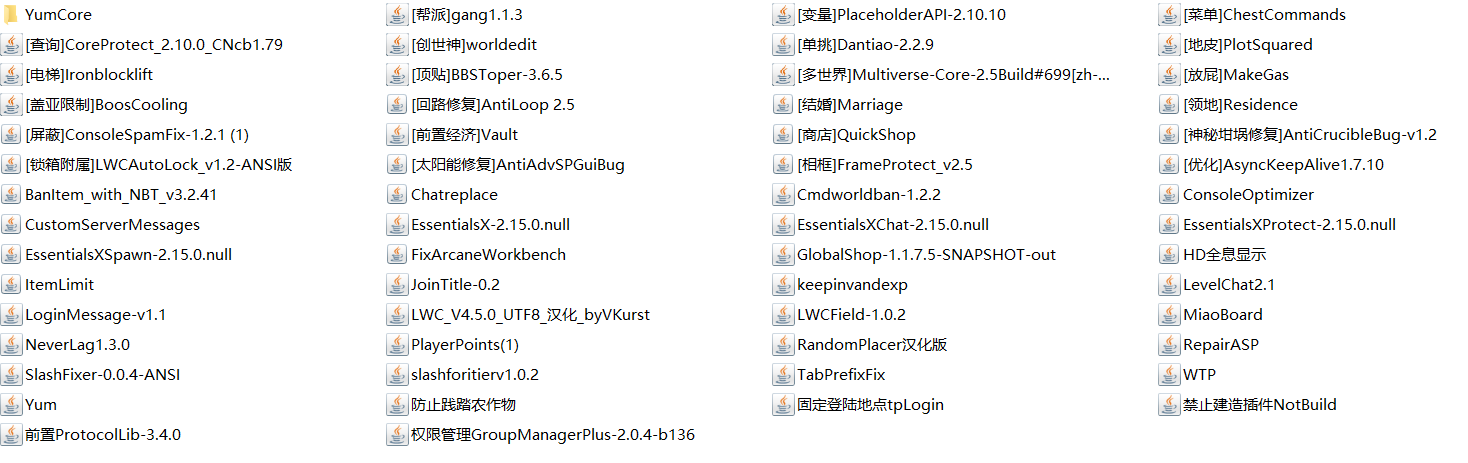 YumCore
[帮派]gang1.1.3
[变量]PlaceholderAPI-2.10.10
[菜单]ChestCommands
[查询]CoreProtect_2.10.0_CNcb1.79
[创世神]worldedit
[单挑]Dantiao-2.2.9
[地皮]PlotSquared
[电梯]Ironblocklift
[顶贴]BBSToper-3.6.5
[多世界]Multiverse-Core-2.5Build#699[zh-...
[放屁]MakeGas
[盖亚限制]BoosCooling
[回路修复]AntiLoop 2.5
[结婚]Marriage
[领地]Residence
[屏蔽]ConsoleSpamFix-1.2.1 (1)
[前置经济]Vault
[商店]QuickShop
[神秘坩埚修复]AntiCrucibleBug-v1.2
[锁箱附属]LWCAutoLock_v1.2-ANSI版
[太阳能修复]AntiAdvSPGuiBug
[相框]FrameProtect_v2.5
[优化]AsyncKeepAlive1.7.10
BanItem_with_NBT_v3.2.41
Chatreplace
Cmdworldban-1.2.2
ConsoleOptimizer
CustomServerMessages
EssentialsX-2.15.0.null
EssentialsXChat-2.15.0.null
EssentialsXProtect-2.15.0.null
EssentialsXSpawn-2.15.0.null
FixArcaneWorkbench
GlobalShop-1.1.7.5-SNAPSHOT-out
HD全息显示
ItemLimit
JoinTitle-0.2
keepinvandexp
LevelChat2.1
LoginMessage-v1.1
LWC_V4.5.0_UTF8_汉化_byVKurst
LWCField-1.0.2
MiaoBoard
NeverLag1.3.0
PlayerPoints(1)
RandomPlacer汉化版
RepairASP
SlashFixer-0.0.4-ANSI
slashforitierv1.0.2
TabPrefixFix
WTP
Yum
防止践踏农作物
固定登陆地点tpLogin
禁止建造插件NotBuild
前置ProtocolLib-3.4.0
权限管理GroupManagerPlus-2.0.4-b136